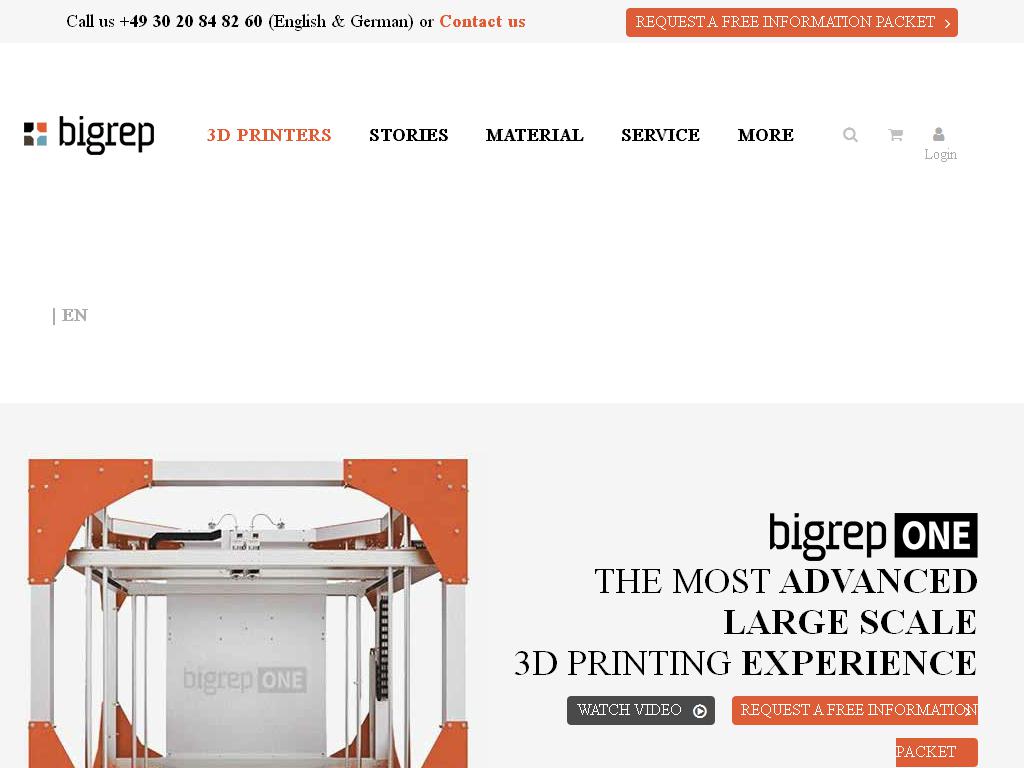 Call us +49 30 20 84 82 60 (English & German) or Contact us
REQUEST A FREE INFORMATION PACKET
bigrep
3D PRINTERS
STORIES
MATERIAL
SERVICE
MORE
Login
| EN
bigrep ONE
THE MOST ADVANCED
LARGE SCALE
3D PRINTING EXPERIENCE
bigrep ONE
WATCH VIDEO
REQUEST A FREE INFORMATION
PACKET